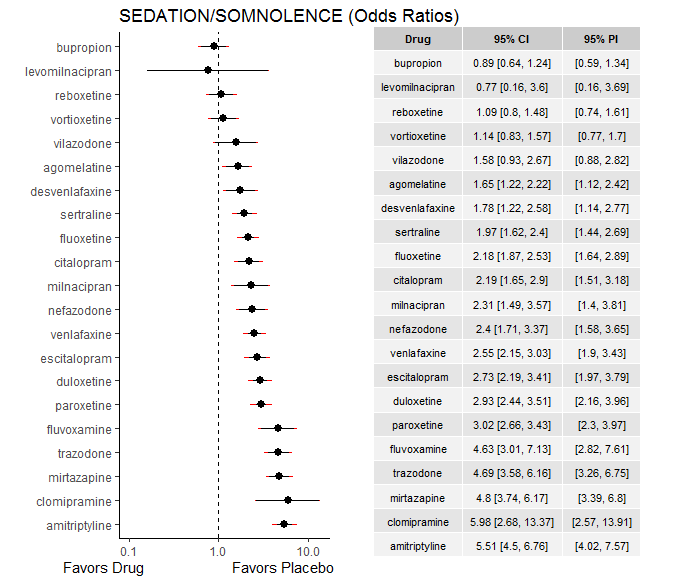 SEDATION/SOMNOLENCE (Odds Ratios)
bupropion
levomilnacipran
reboxetine
vortioxetine
vilazodone
agomelatine
desvenlafaxine
sertraline
fluoxetine
citalopram
milnacipran
nefazodone
venlafaxine
escitalopram
duloxetine
paroxetine
fluvoxamine
trazodone
mirtazapine
clomipramine
amitriptyline
0.1 1.0 10.0
Favors Drug Favors Placebo
Drug 95% CI 95% PI
bupropion 0.89 [0.64, 1.24] [0.59, 1.34]
levomilnacipran 0.77 [0.16, 3.6] [0.16, 3.69]
reboxetine 1.09 [0.8, 1.48] [0.74, 1.61]
vortioxetine 1.14 [0.83, 1.57] [0.77, 1.7]
vilazodone 1.58 [0.93, 2.67] [0.88, 2.82]
agomelatine 1.65 [1.22, 2.22] [1.12, 2.42]
desvenlafaxine 1.78 [1.22, 2.58] [1.14, 2.77]
sertraline 1.97 [1.62, 2.4] [1.44, 2.69]
fluoxetine 2.18 [1.87, 2.53] [1.64, 2.89]
citalopram 2.19 [1.65, 2.9] [1.51, 3.18]
milnacipran 2.31 [1.49, 3.57] [1.4, 3.81]
nefazodone 2.4 [1.71, 3.37] [1.58, 3.65]
venlafaxine 2.55 [2.15, 3.03] [1.9, 3.43]
escitalopram 2.73 [2.19, 3.41] [1.97, 3.79]
duloxetine 2.93 [2.44, 3.51] [2.16, 3.96]
paroxetine 3.02 [2.66, 3.43] [2.3, 3.97]
fluvoxamine 4.63 [3.01, 7.13] [2.82, 7.61]
trazodone 4.69 [3.58, 6.16] [3.26, 6.75]
mirtazapine 4.8 [3.74, 6.17] [3.39, 6.8]
clomipramine 5.98 [2.68, 13.37] [2.57, 13.91]
amitriptyline 5.51 [4.5, 6.76] [4.02, 7.57]